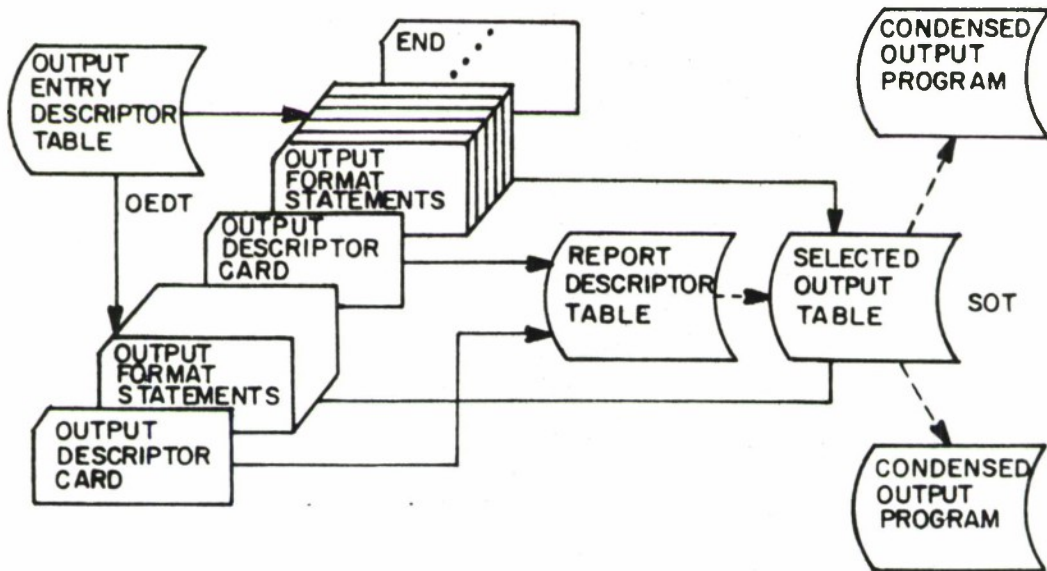 OUTPUT
ENTRY
DESCRIPTOR
TABLE
OEDT
END
OUTPUT
FORMAT
STATEMENTS
OUTPUT
DESCRIPTOR
CARD
OUTPUT
FORMAT
STATEMENTS
OUTPUT
DESCRIPTOR
CARD
REPORT
DESCRIPTOR
TABLE
SELECTED
OUTPUT
TABLE
SOT
CONDENSED
OUTPUT
PROGRAM
CONDENSED
OUTPUT
PROGRAM